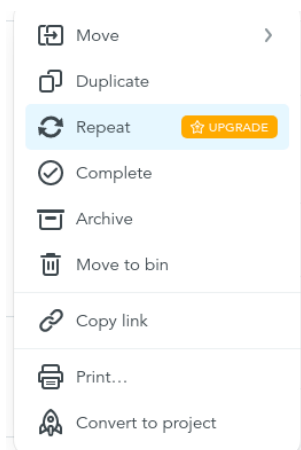 Move
Duplicate
Repeat UPGRADE
Complete
Archive
Move to bin
Copy link
Print...
Convert to project